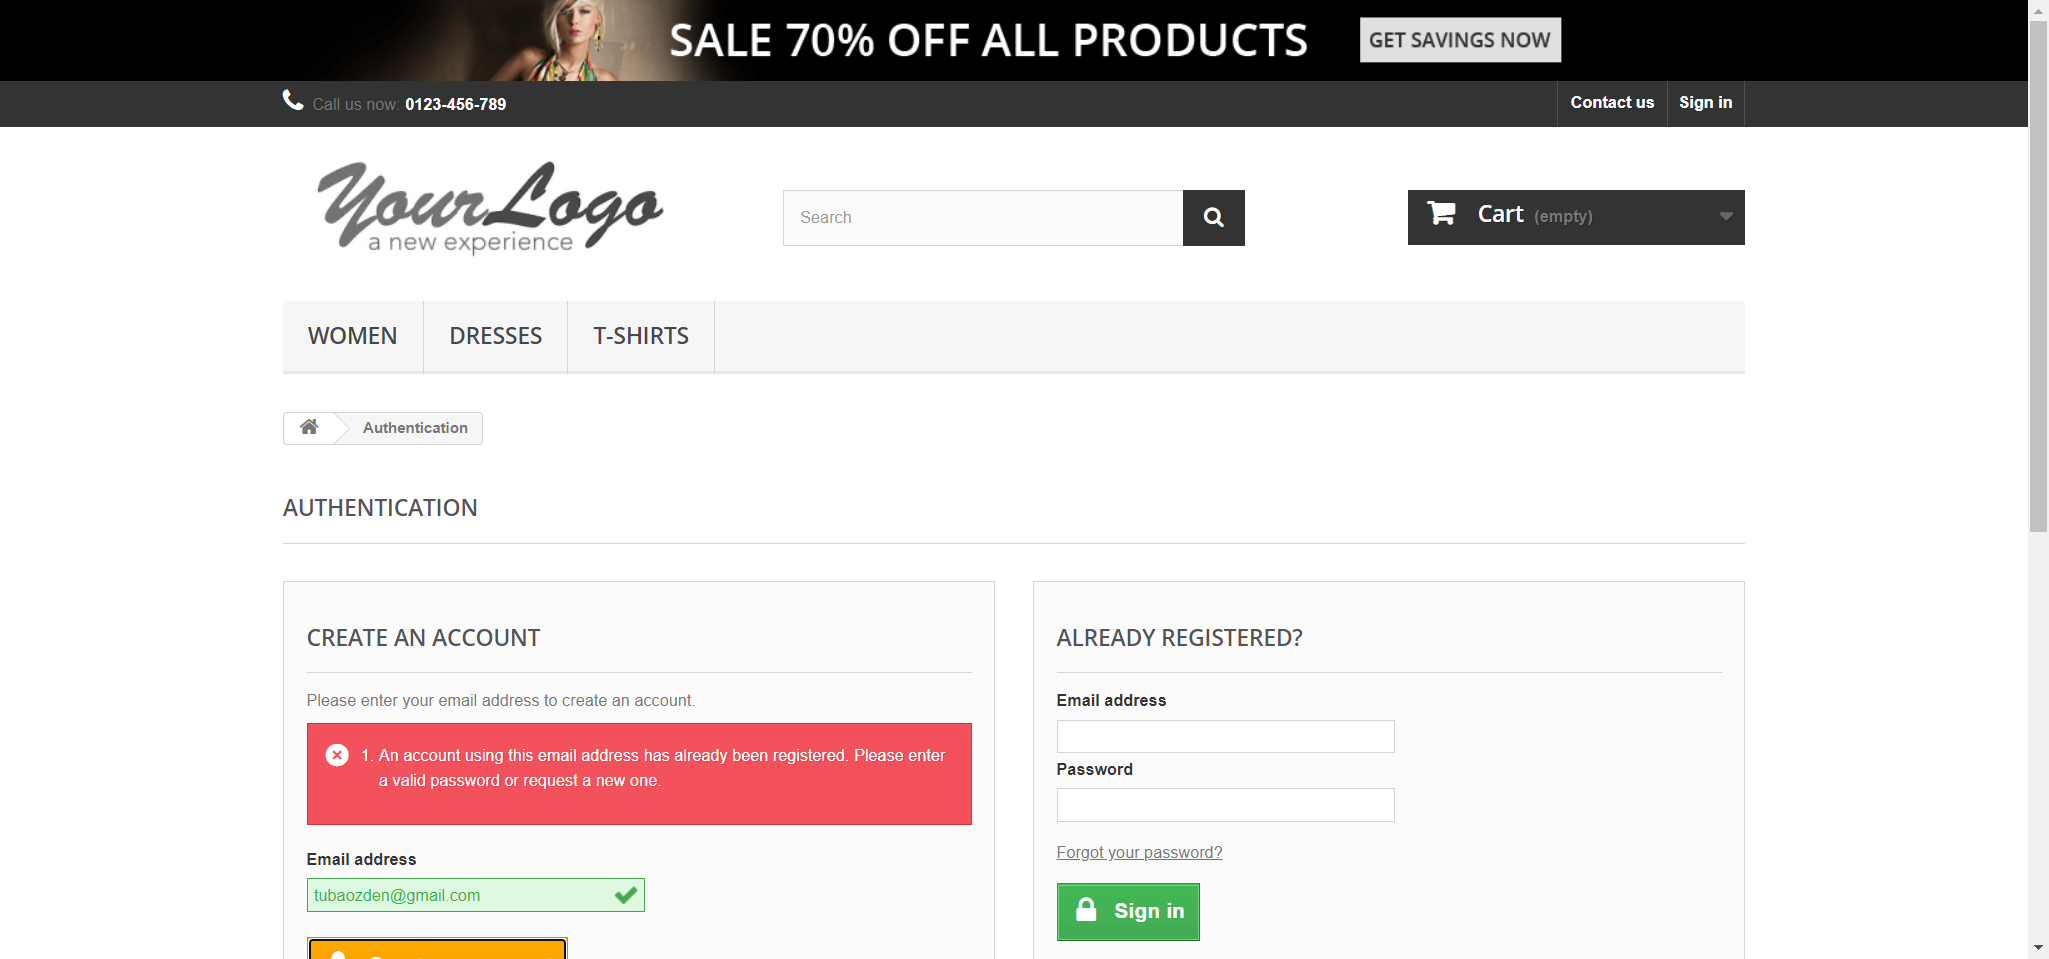 SALE 70% OFF ALL PRODUCTS
GET SAVINGS NOW
Call us now: 0123-456-789
Contact us
Sign in
YourLogo
a new experience
Search
Cart (empty)
WOMEN
DRESSES
T-SHIRTS
Authentication
AUTHENTICATION
CREATE AN ACCOUNT
Please enter your email address to create an account.
1. An account using this email address has already been registered. Please enter
a valid password or request a new one.
Email address
tubaozden@gmail.com
ALREADY REGISTERED?
Email address
Password
Forgot your password?
Sign in